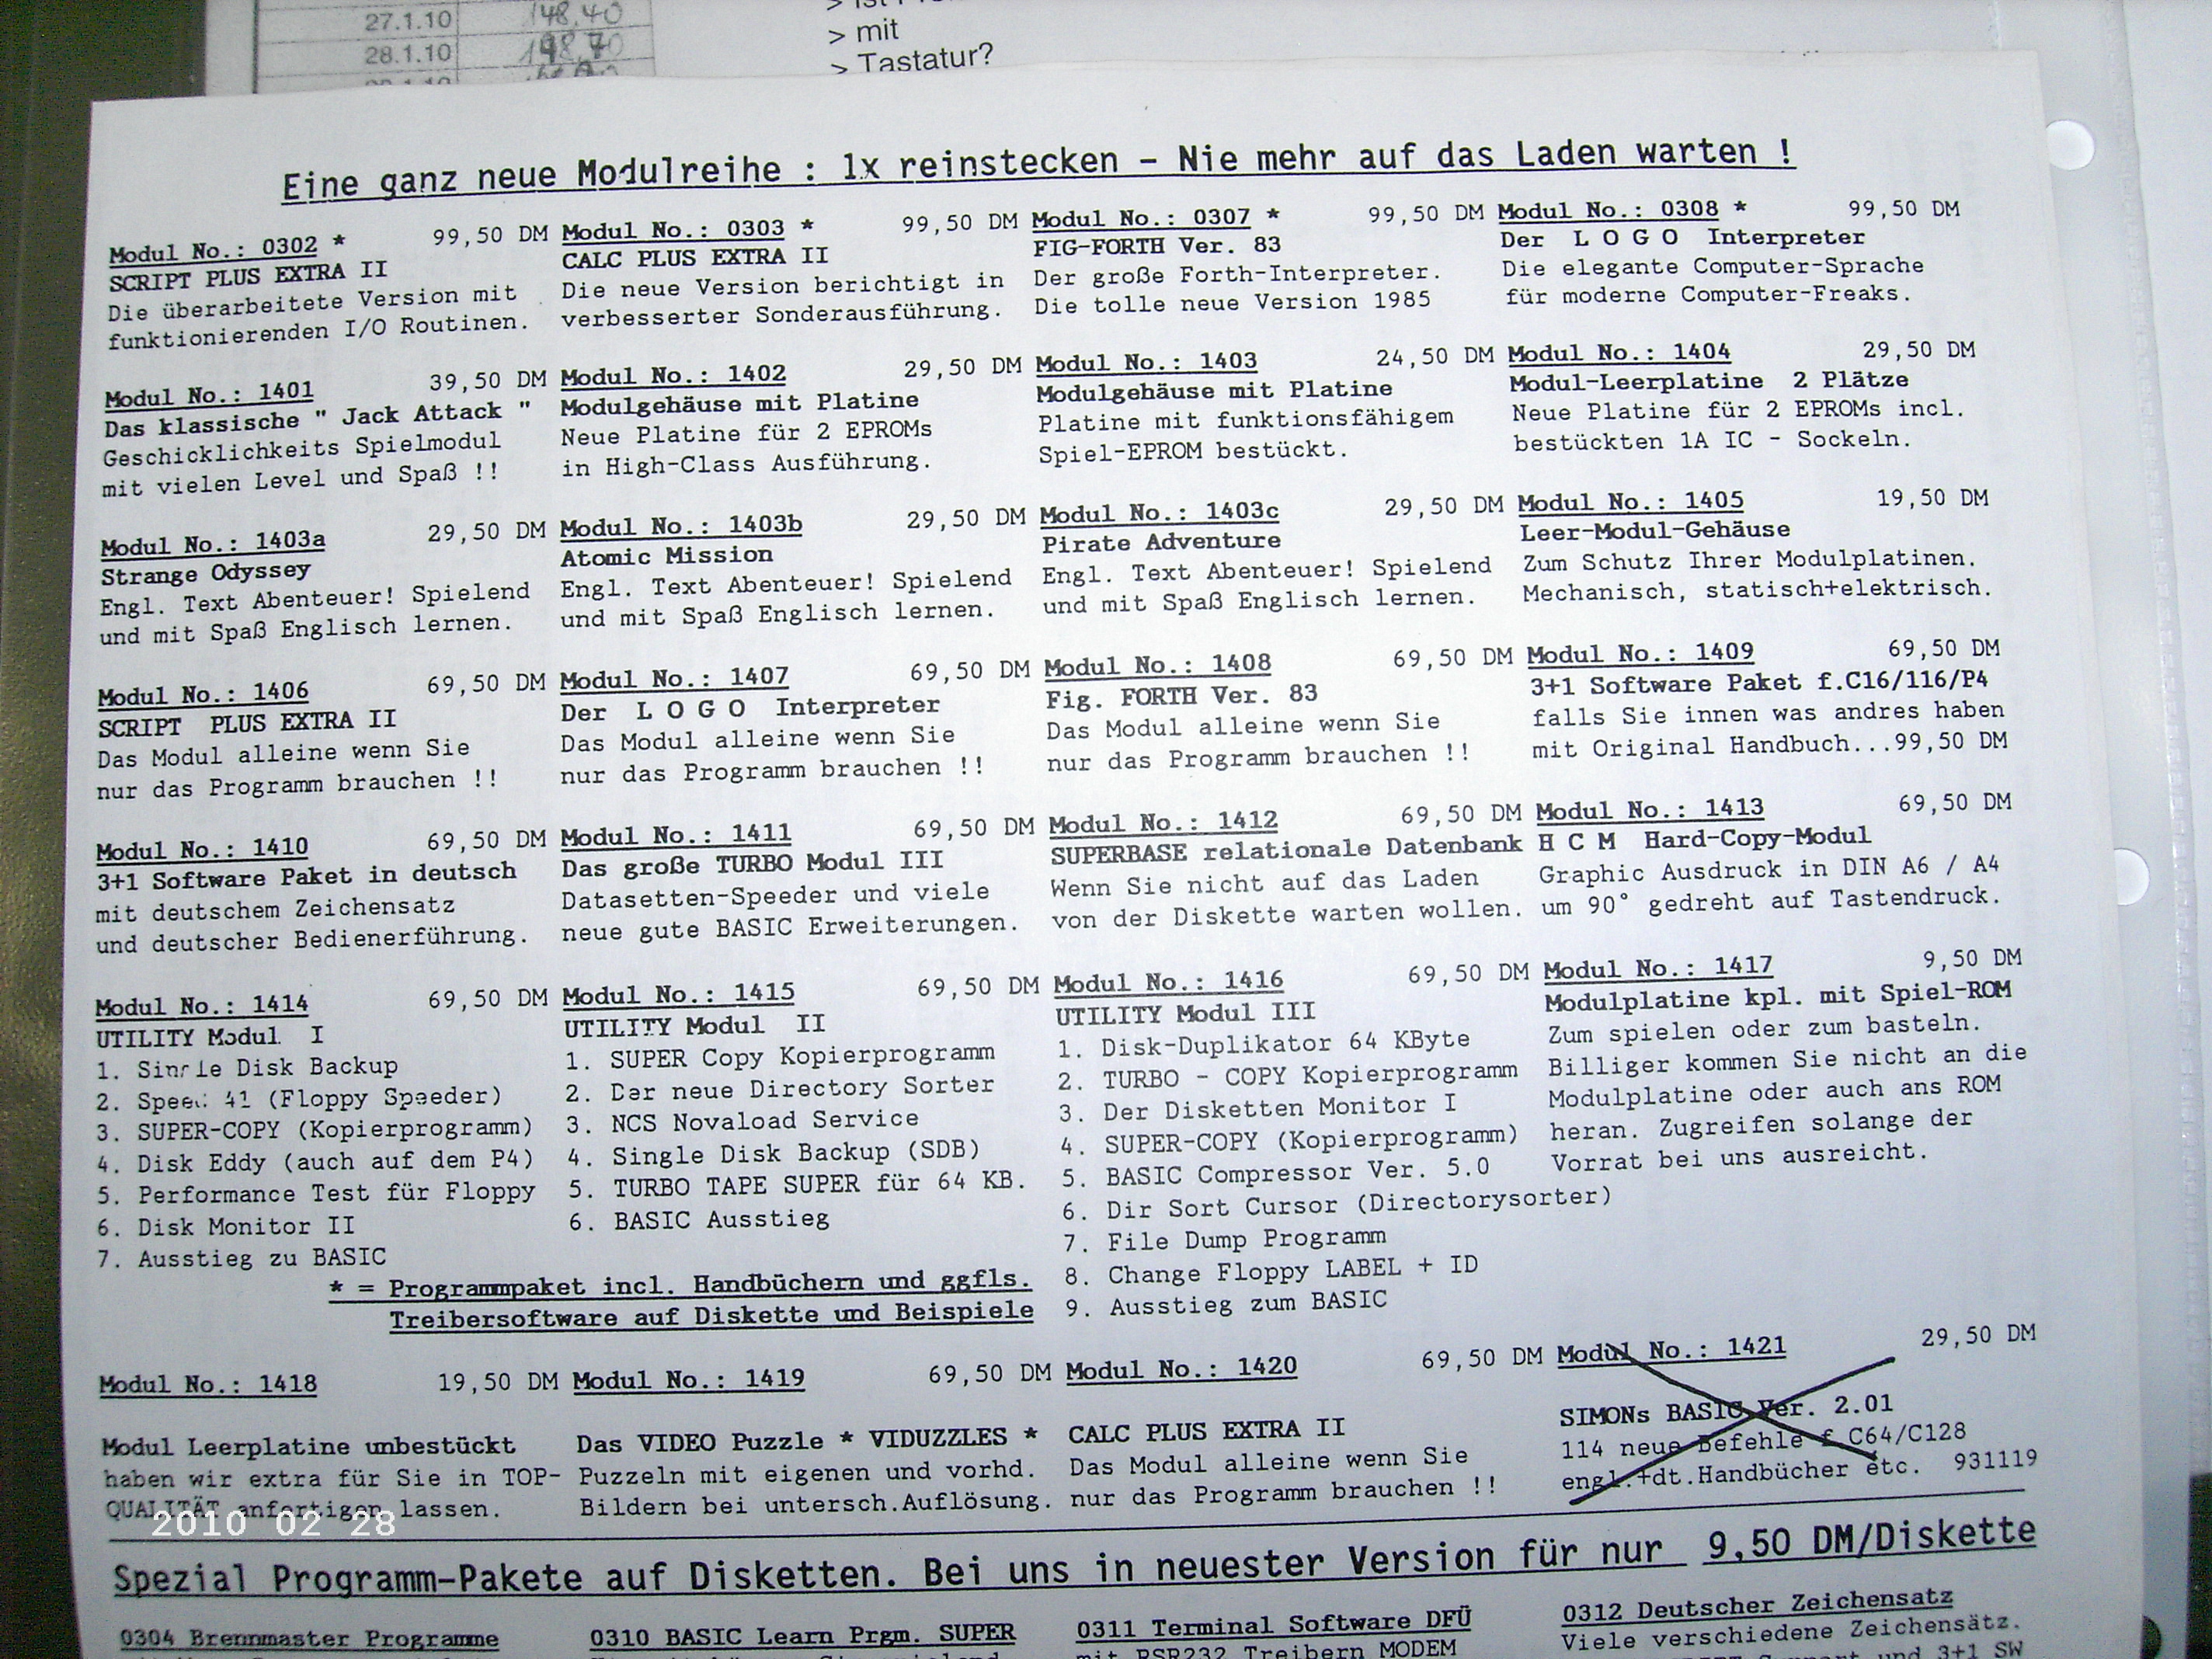 27.1.10 148,40
28.1.10 198,70
> mit
> Tastatur?
Eine ganz neue Modulreihe : 1x reinstecken - Nie mehr auf das Laden warten !
Modul No.: 0302 * 99,50 DM
SCRIPT PLUS EXTRA II
Die überarbeitete Version mit
funktionierenden I/O Routinen.
Modul No.: 0303 * 99,50 DM
CALC PLUS EXTRA II
Die neue Version berichtigt in
verbesserter Sonderausführung.
Modul No.: 0307 * 99,50 DM
FIG-FORTH Ver. 83
Der große Forth-Interpreter.
Die tolle neue Version 1985
Modul No.: 0308 * 99,50 DM
Der L O G O Interpreter
Die elegante Computer-Sprache
für moderne Computer-Freaks.
Modul No.: 1401 39,50 DM
Das klassische " Jack Attack "
Geschicklichkeits Spielmodul
mit vielen Level und Spaß !!
Modul No.: 1402 29,50 DM
Modulgehäuse mit Platine
Neue Platine für 2 EPROMs
in High-Class Ausführung.
Modul No.: 1403 24,50 DM
Modulgehäuse mit Platine
Platine mit funktionsfähigem
Spiel-EPROM bestückt.
Modul No.: 1404 29,50 DM
Modul-Leerplatine 2 Plätze
Neue Platine für 2 EPROMs incl.
bestückten 1A IC - Sockeln.
Modul No.: 1403a 29,50 DM
Strange Odyssey
Engl. Text Abenteuer! Spielend
und mit Spaß Englisch lernen.
Modul No.: 1403b 29,50 DM
Atomic Mission
Engl. Text Abenteuer! Spielend
und mit Spaß Englisch lernen.
Modul No.: 1403c 29,50 DM
Pirate Adventure
Engl. Text Abenteuer! Spielend
und mit Spaß Englisch lernen.
Modul No.: 1405 19,50 DM
Leer-Modul-Gehäuse
Zum Schutz Ihrer Modulplatinen.
Mechanisch, statisch+elektrisch.
Modul No.: 1406 69,50 DM
SCRIPT PLUS EXTRA II
Das Modul alleine wenn Sie
nur das Programm brauchen !!
Modul No.: 1407 69,50 DM
Der L O G O Interpreter
Das Modul alleine wenn Sie
nur das Programm brauchen !!
Modul No.: 1408 69,50 DM
Fig. FORTH Ver. 83
Das Modul alleine wenn Sie
nur das Programm brauchen !!
Modul No.: 1409 69,50 DM
3+1 Software Paket f.C16/116/P4
falls Sie innen was andres haben
mit Original Handbuch...99,50 DM
Modul No.: 1410 69,50 DM
3+1 Software Paket in deutsch
mit deutschem Zeichensatz
und deutscher Bedienerführung.
Modul No.: 1411 69,50 DM
Das große TURBO Modul III
Datasetten-Speeder und viele
neue gute BASIC Erweiterungen.
Modul No.: 1412 69,50 DM
SUPERBASE relationale Datenbank
Wenn Sie nicht auf das Laden
von der Diskette warten wollen.
Modul No.: 1413 69,50 DM
H C M Hard-Copy-Modul
Graphic Ausdruck in DIN A6 / A4
um 90° gedreht auf Tastendruck.
Modul No.: 1414 69,50 DM
UTILITY Modul I
1. Single Disk Backup
2. Speed 41 (Floppy Speeder)
3. SUPER-COPY (Kopierprogramm)
4. Disk Eddy (auch auf dem P4)
5. Performance Test für Floppy
6. Disk Monitor II
7. Ausstieg zu BASIC
Modul No.: 1415 69,50 DM
UTILITY Modul II
1. SUPER Copy Kopierprogramm
2. Der neue Directory Sorter
3. NCS Novaload Service
4. Single Disk Backup (SDB)
5. TURBO TAPE SUPER für 64 KB.
6. BASIC Ausstieg
Modul No.: 1416 69,50 DM
UTILITY Modul III
1. Disk-Duplikator 64 KByte
2. TURBO - COPY Kopierprogramm
3. Der Disketten Monitor I
4. SUPER-COPY (Kopierprogramm)
5. BASIC Compressor Ver. 5.0
6. Dir Sort Cursor (Directorysorter)
7. File Dump Programm
8. Change Floppy LABEL + ID
9. Ausstieg zum BASIC
Modul No.: 1417 9,50 DM
Modulplatine kpl. mit Spiel-ROM
Zum spielen oder zum basteln.
Billiger kommen Sie nicht an die
Modulplatine oder auch ans ROM
heran. Zugreifen solange der
Vorrat bei uns ausreicht.
* = Programmpaket incl. Handbüchern und ggfls.
Treibersoftware auf Diskette und Beispiele
Modul No.: 1418 19,50 DM
Modul Leerplatine unbestückt
haben wir extra für Sie in TOP-
QUALITÄT anfertigen lassen.
Modul No.: 1419 69,50 DM
Das VIDEO Puzzle * VIDUZZLES *
Puzzeln mit eigenen und vorhd.
Bildern bei untersch.Auflösung.
Modul No.: 1420 69,50 DM
CALC PLUS EXTRA II
Das Modul alleine wenn Sie
nur das Programm brauchen !!
Modul No.: 1421 29,50 DM
SIMONs BASIC Ver. 2.01
114 neue Befehle f.C64/C128
engl.+dt.Handbücher etc. 931119
2010 02 28
Spezial Programm-Pakete auf Disketten. Bei uns in neuester Version für nur 9,50 DM/Diskette
0304 Brennmaster Programme
0310 BASIC Learn Prgm. SUPER
0311 Terminal Software DFÜ
mit RSR232 Treibern MODEM
0312 Deutscher Zeichensatz
Viele verschiedene Zeichensätz.
und 3+1 SW